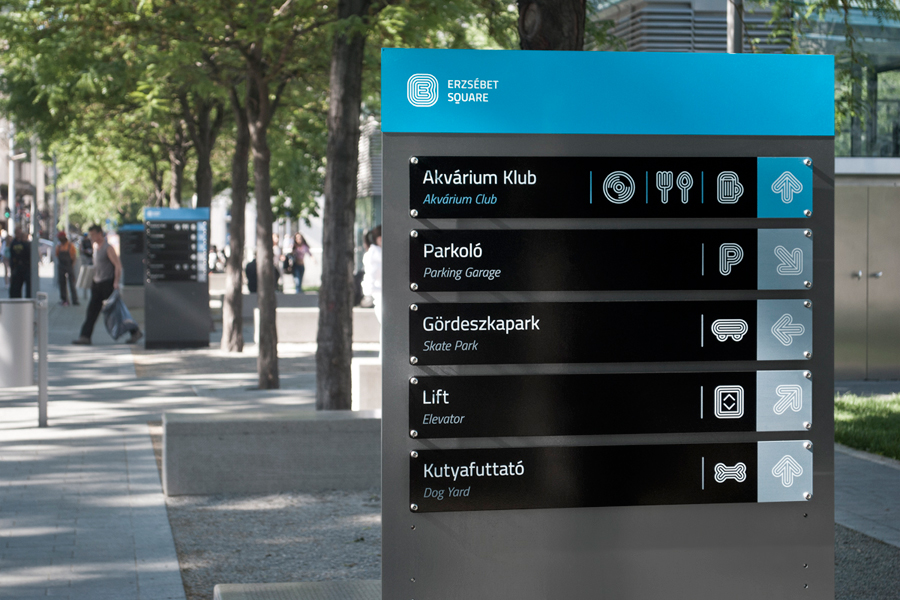 ERZSÉBET
SQUARE
Akvárium Klub
Akvárium Club
Parkoló
Parking Garage
P
Gördeszkapark
Skate Park
Lift
Elevator
Kutyafuttató
Dog Yard